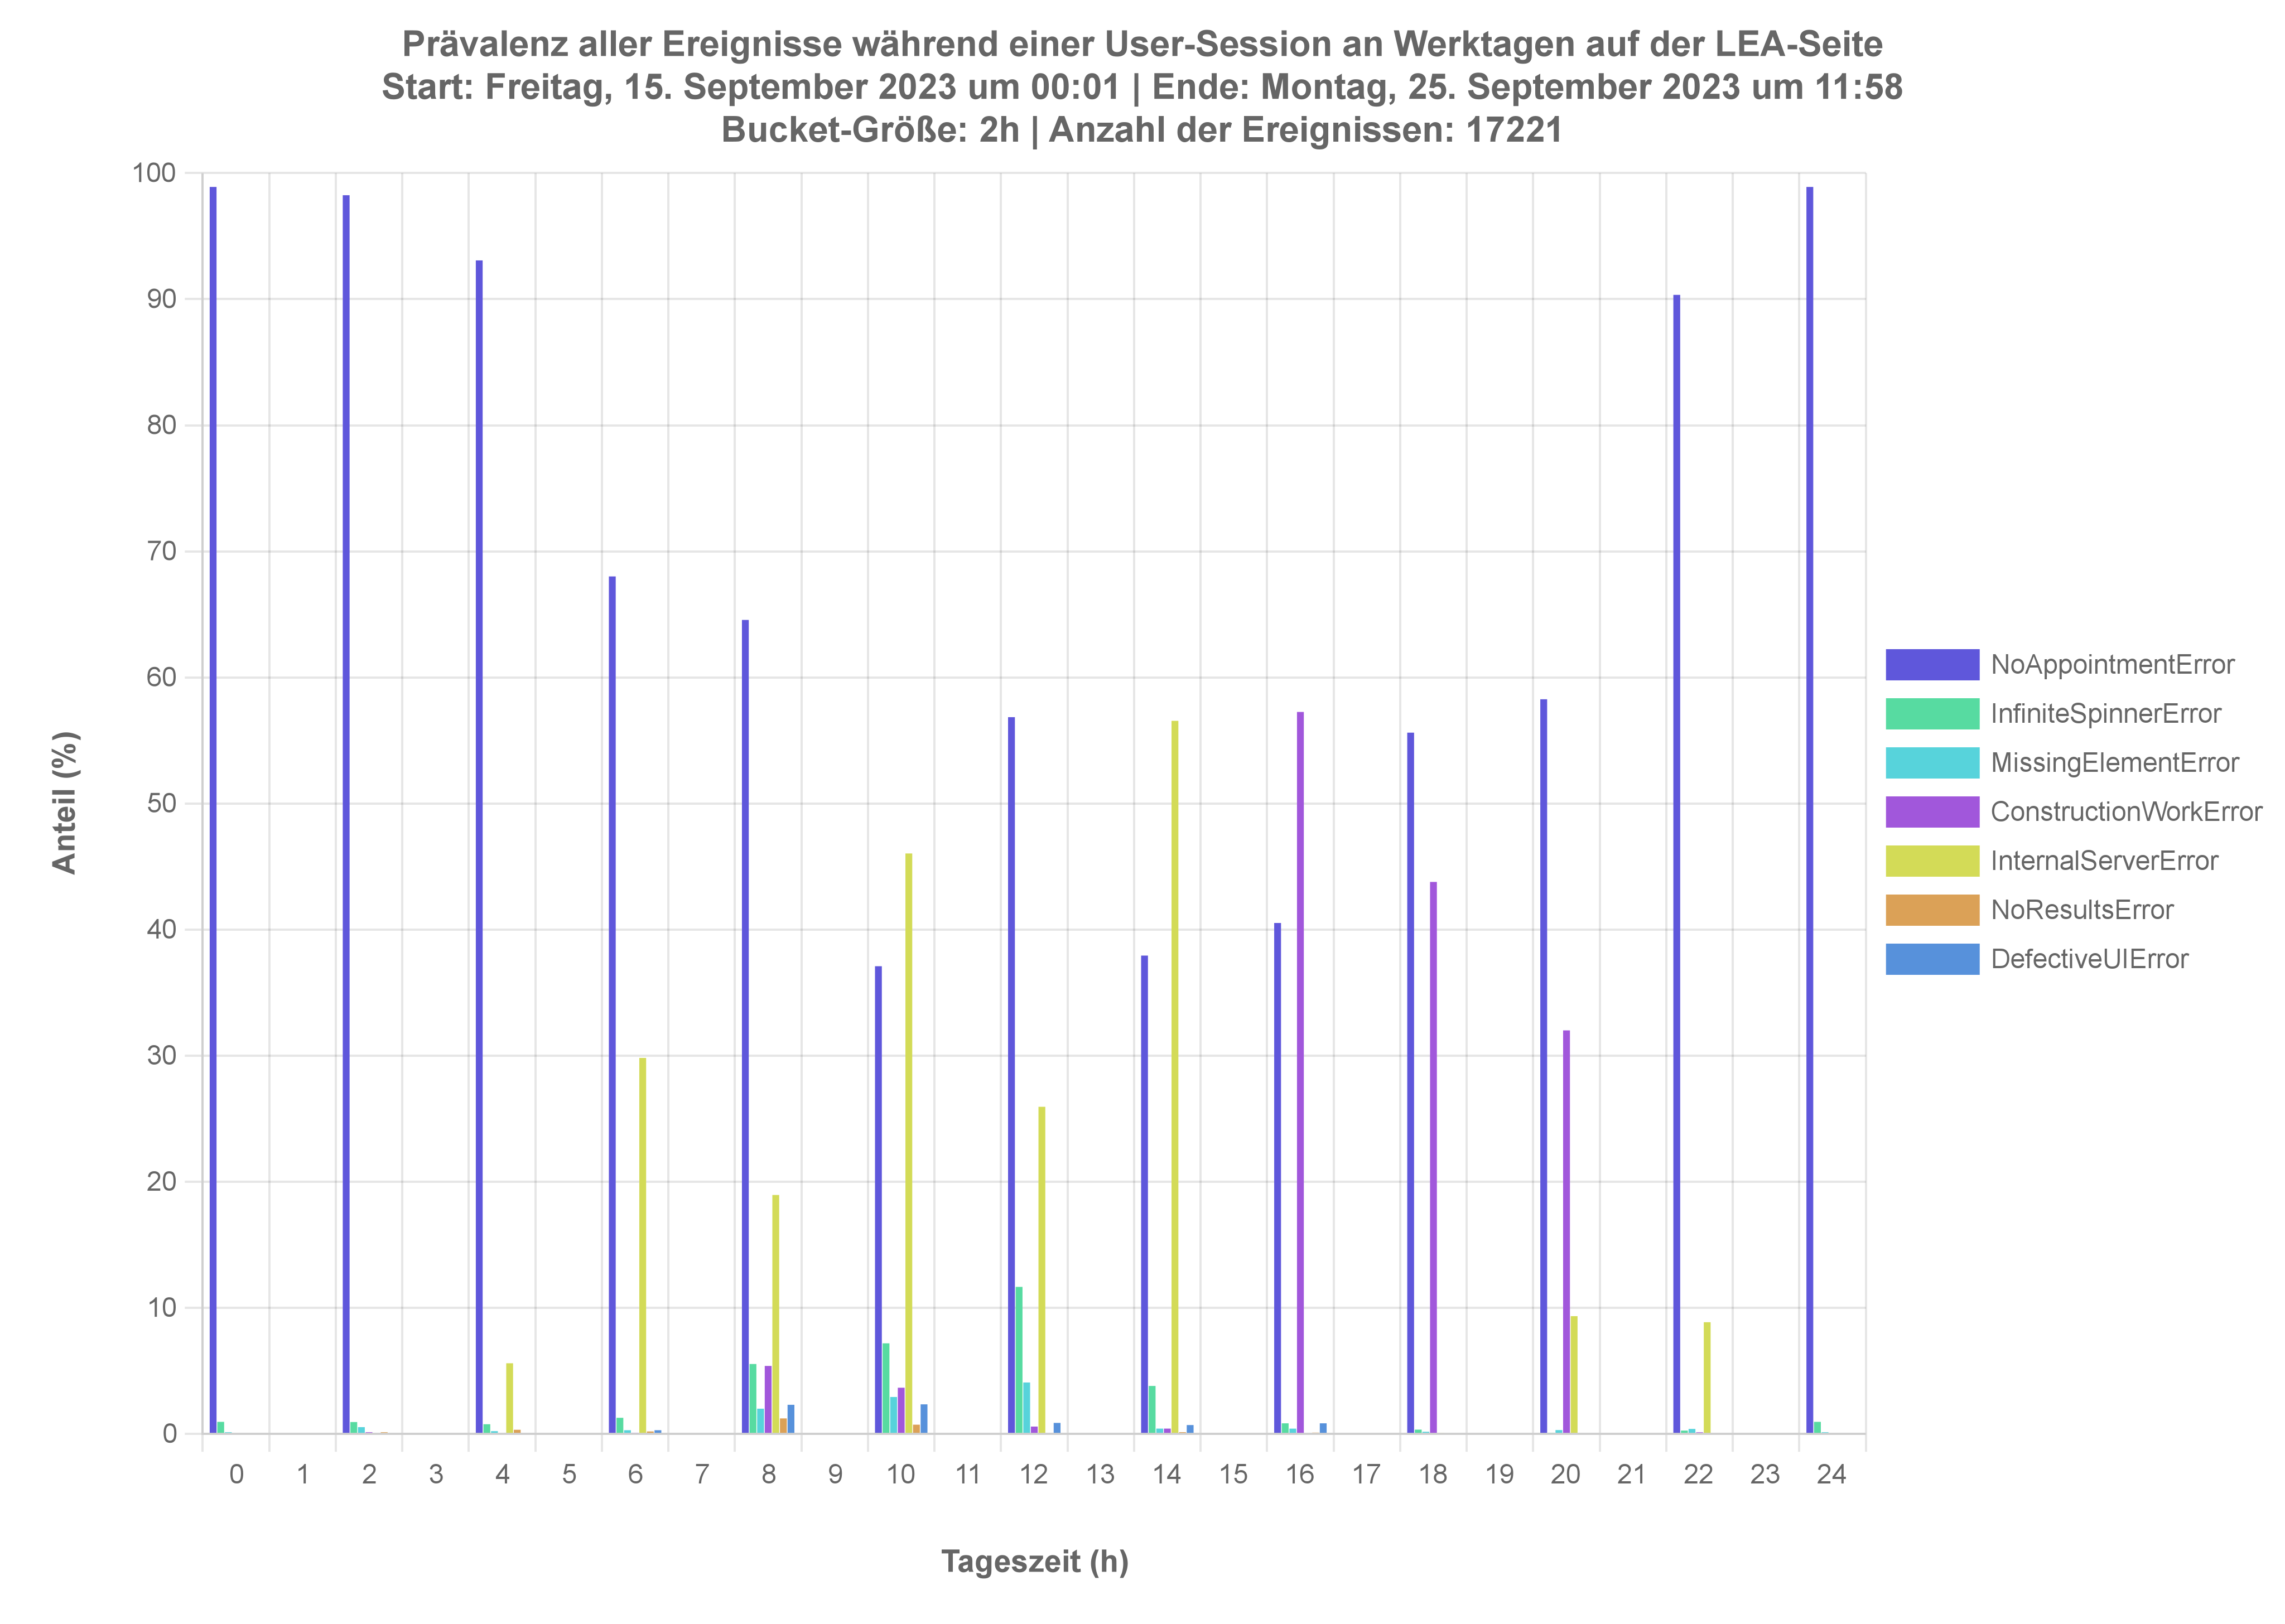 Prävalenz aller Ereignisse während einer User-Session an Werktagen auf der LEA-Seite
Start: Freitag, 15. September 2023 um 00:01 | Ende: Montag, 25. September 2023 um 11:58
Bucket-Größe: 2h | Anzahl der Ereignissen: 17221
100
90
80
70
60
50
40
30
20
10
0
Anteil (%)
0 1 2 3 4 5 6 7 8 9 10 11 12 13 14 15 16 17 18 19 20 21 22 23 24
Tageszeit (h)
NoAppointmentError
InfiniteSpinnerError
MissingElementError
ConstructionWorkError
InternalServerError
NoResultsError
DefectiveUIError